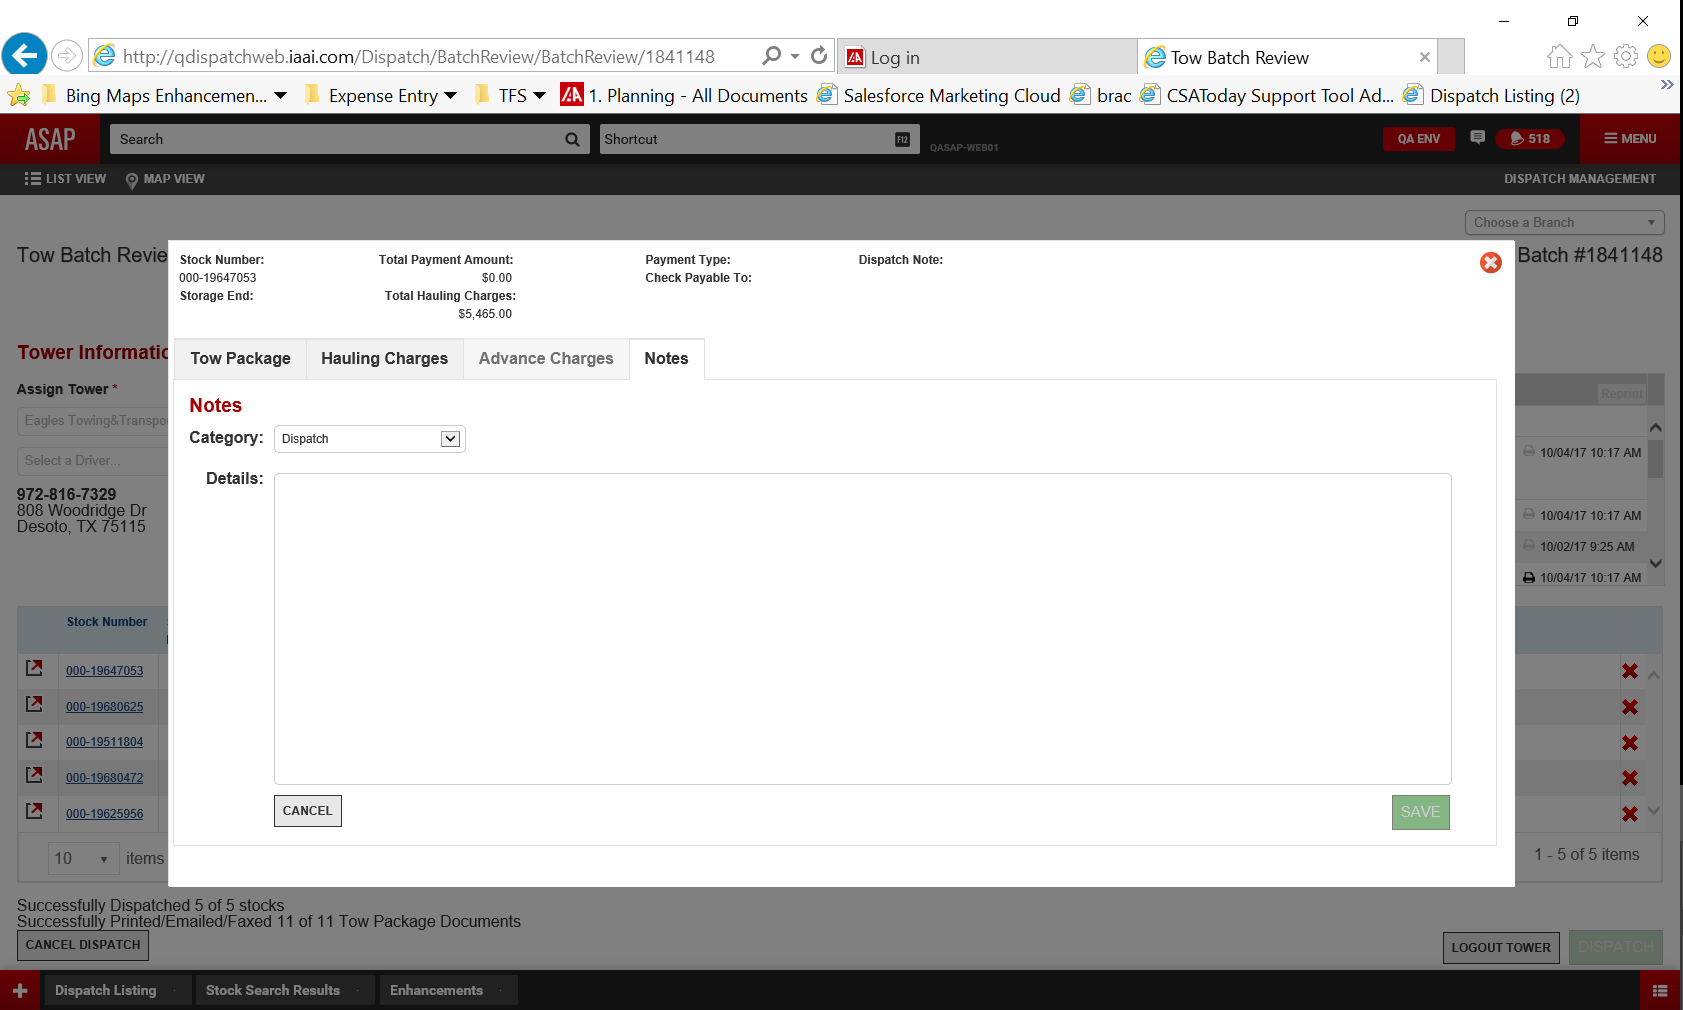 http://qdispatchweb.iaai.com/Dispatch/BatchReview/BatchReview/1841148
Log in
Tow Batch Review
Bing Maps Enhancemen...
Expense Entry
TFS
1. Planning - All Documents
Salesforce Marketing Cloud
brac
CSAToday Support Tool Ad...
Dispatch Listing (2)
ASAP
Search
Shortcut
F12
QASAP-WEB01
QA ENV
518
MENU
LIST VIEW
MAP VIEW
DISPATCH MANAGEMENT
Choose a Branch
Tow Batch Revie
Batch #1841148
Stock Number:
000-19647053
Storage End:
Total Payment Amount:
$0.00
Total Hauling Charges:
$5,465.00
Payment Type:
Check Payable To:
Dispatch Note:
Tow Package
Hauling Charges
Advance Charges
Notes
Notes
Category:
Dispatch
Details:
CANCEL
SAVE
Tower Informatio
Assign Tower *
Eagles Towing&Transpo
Select a Driver...
972-816-7329
808 Woodridge Dr
Desoto, TX 75115
Reprint
10/04/17 10:17 AM
10/04/17 10:17 AM
10/02/17 9:25 AM
10/04/17 10:17 AM
Stock Number
000-19647053
000-19680625
000-19511804
000-19680472
000-19625956
10
items
1 - 5 of 5 items
Successfully Dispatched 5 of 5 stocks
Successfully Printed/Emailed/Faxed 11 of 11 Tow Package Documents
CANCEL DISPATCH
LOGOUT TOWER
DISPATCH
Dispatch Listing
Stock Search Results
Enhancements